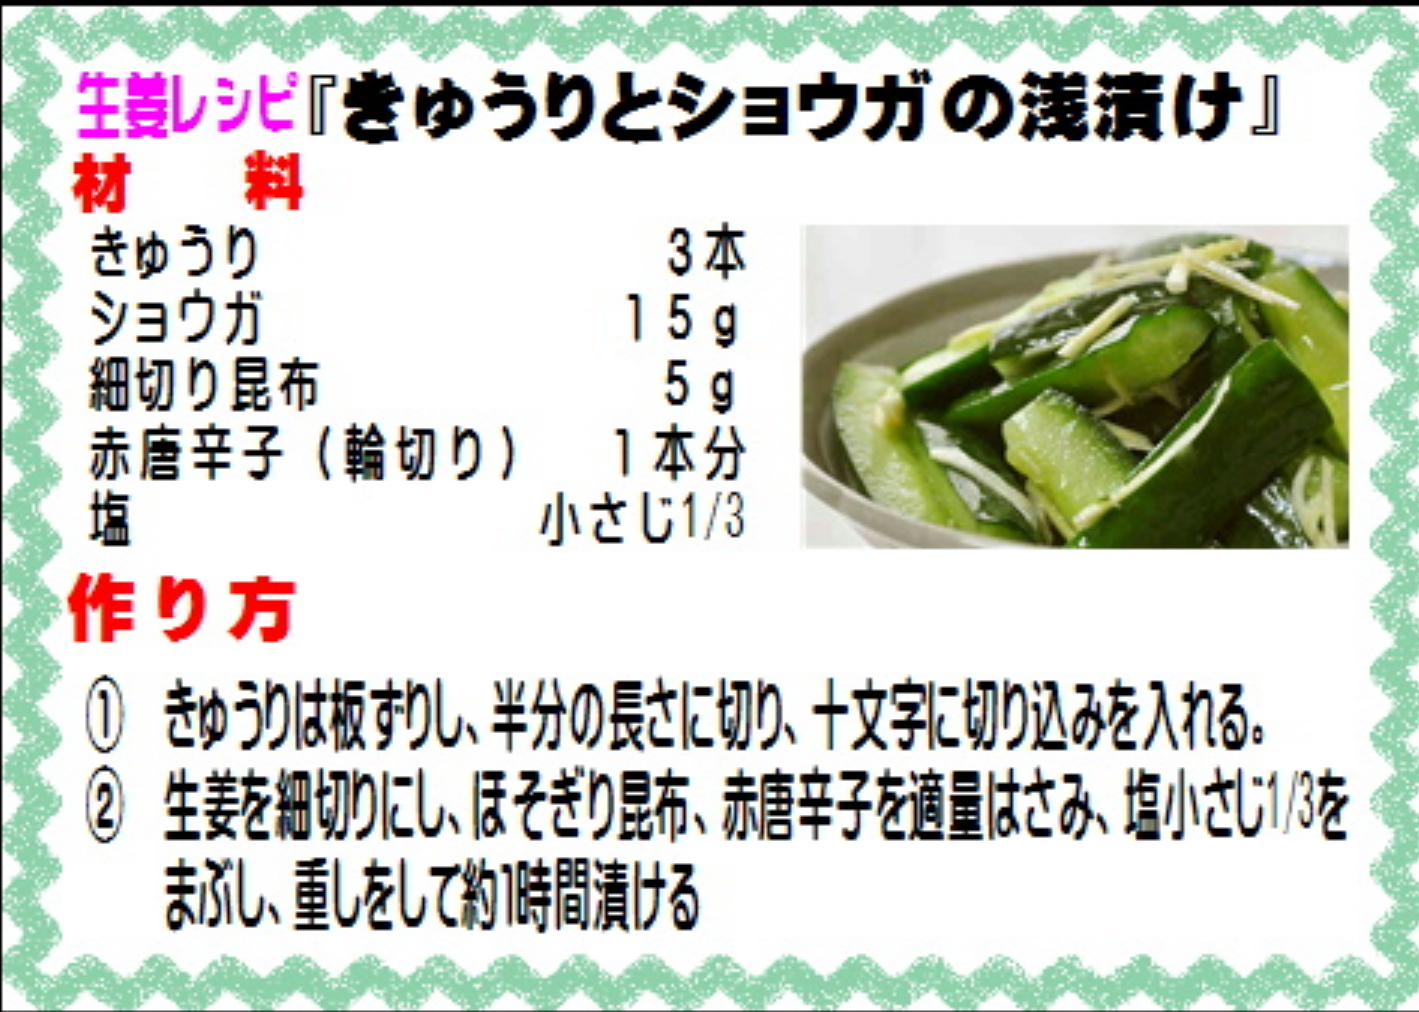 生姜レシピ『きゅうりとショウガの浅漬け』
材　料
きゅうり　3本
ショウガ　15g
細切り昆布　5g
赤唐辛子（輪切り）　1本分
塩　小さじ1/3
作り方
① きゅうりは板ずりし、半分の長さに切り、十文字に切り込みを入れる。
② 生姜を細切りにし、ほそぎり昆布、赤唐辛子を適量はさみ、塩小さじ1/3を
まぶし、重しをして約1時間漬ける